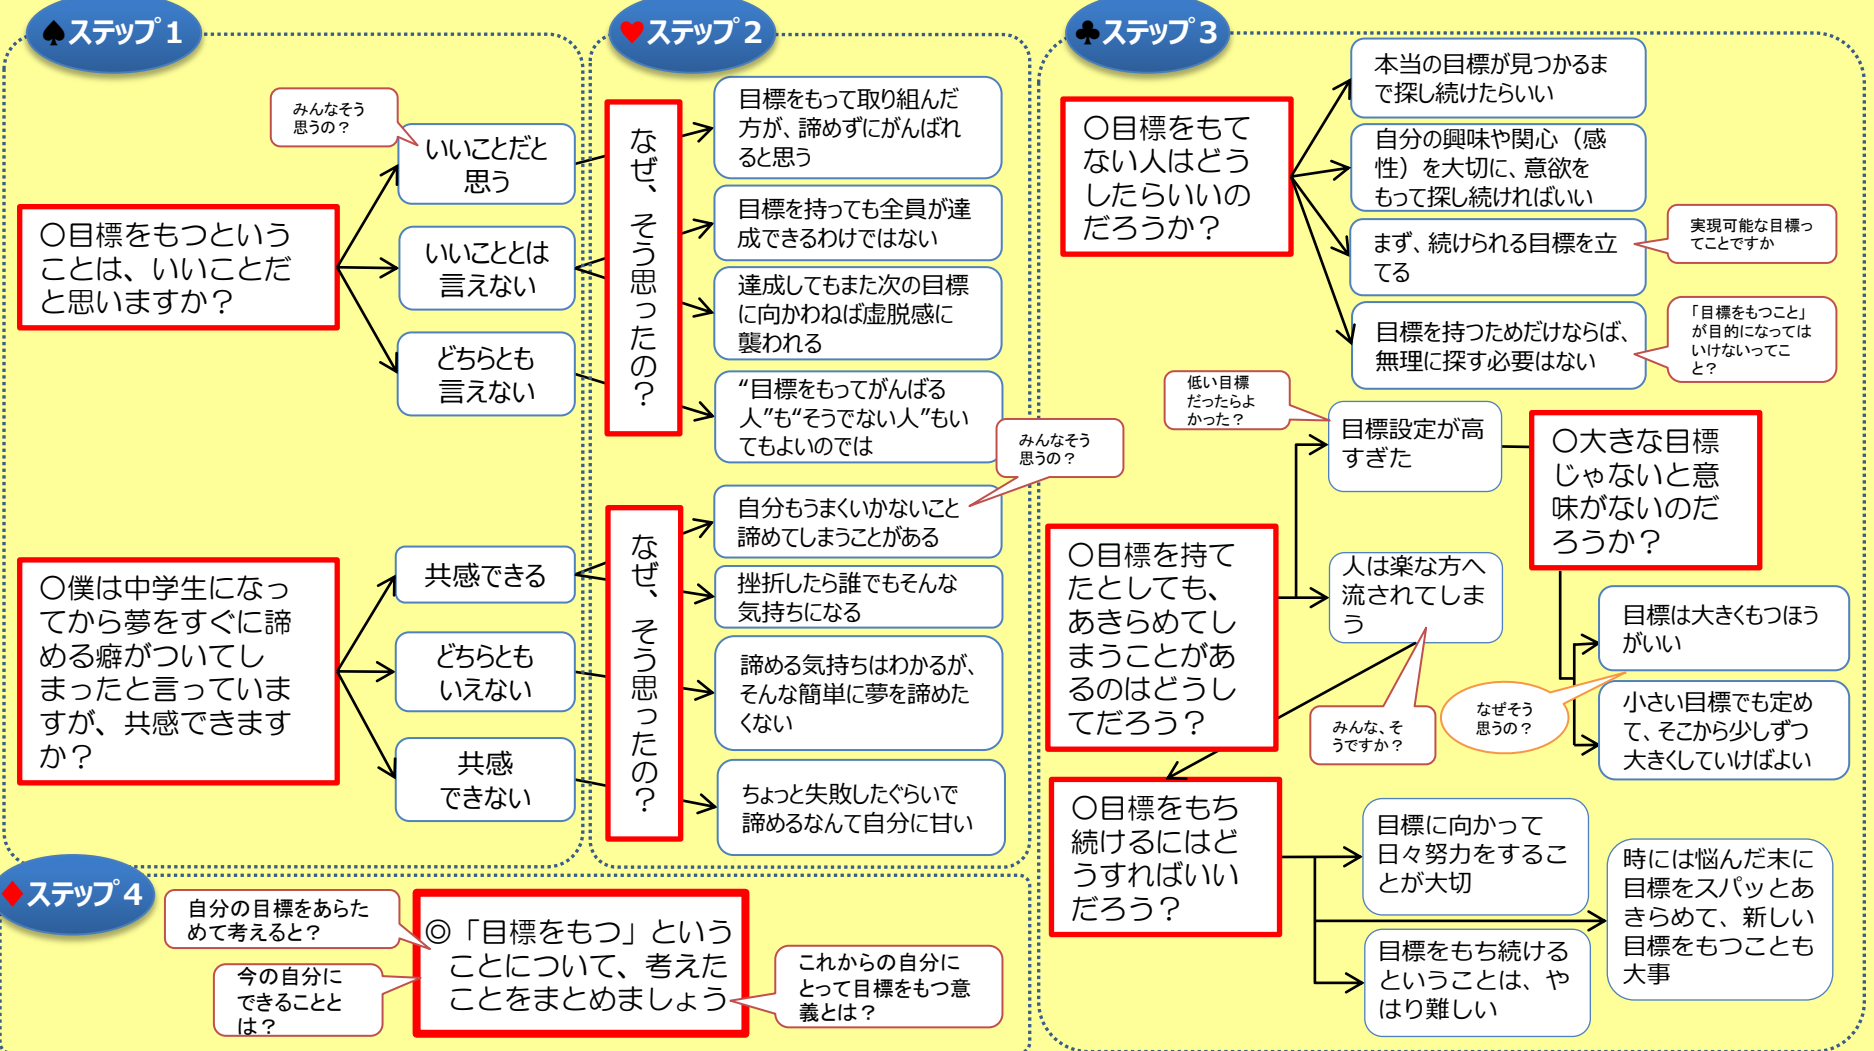 ♠ステップ１
みんなそう
思うの？
いいことだと
思う
〇目標をもつという
ことは、いいことだ
と思いますか？
いいこととは
言えない
どちらとも
言えない
〇僕は中学生になっ
てから夢をすぐに諦
める癖がついてし
まったと言っていま
すが、共感できます
か？
共感できる
どちらとも
いえない
共感
できない
♥ステップ２
なぜ、そう思ったの？
目標をもって取り組んだ
方が、諦めずにがんばれ
ると思う
目標を持っても全員が達
成できるわけではない
達成してもまた次の目標
に向かわねば虚脱感に
襲われる
“目標をもってがんばる
人”も“そうでない人”もい
てもよいのでは
みんなそう
思うの？
なぜ、そう思ったの？
自分もうまくいかないこと
諦めてしまうことがある
挫折したら誰でもそんな
気持ちになる
諦める気持ちはわかるが、
そんな簡単に夢を諦めた
くない
ちょっと失敗したぐらいで
諦めるなんて自分に甘い
♣ステップ３
〇目標をもて
ない人はどう
したらいいの
だろうか？
本当の目標が見つかるま
で探し続けたらいい
自分の興味や関心（感
性）を大切に、意欲を
もって探し続ければいい
まず、続けられる目標を立
てる
実現可能な目標っ
てことですか
目標を持つためだけならば、
無理に探す必要はない
「目標をもつこと」
が目的になっては
いけないってこ
と？
低い目標
だったらよ
かった？
目標設定が高
すぎた
〇大きな目標
じゃないと意
味がないのだ
ろうか？
〇目標を持て
たとしても、
あきらめてし
まうことがあ
るのはどうし
てだろう？
人は楽な方へ
流されてしま
う
みんな、そ
うですか？
目標は大きくもつほう
がいい
なぜそう
思うの？
小さい目標でも定め
て、そこから少しずつ
大きくしていけばよい
〇目標をもち
続けるにはど
うすればいい
だろう？
目標に向かって
日々努力をするこ
とが大切
時には悩んだ末に
目標をスパッとあ
きらめて、新しい
目標をもつことも
大事
目標をもち続ける
ということは、や
はり難しい
♦ステップ４
自分の目標をあらた
めて考えると？
今の自分に
できることと
は？
◎「目標をもつ」という
ことについて、考えた
ことをまとめましょう
これからの自分に
とって目標をもつ意
義とは？